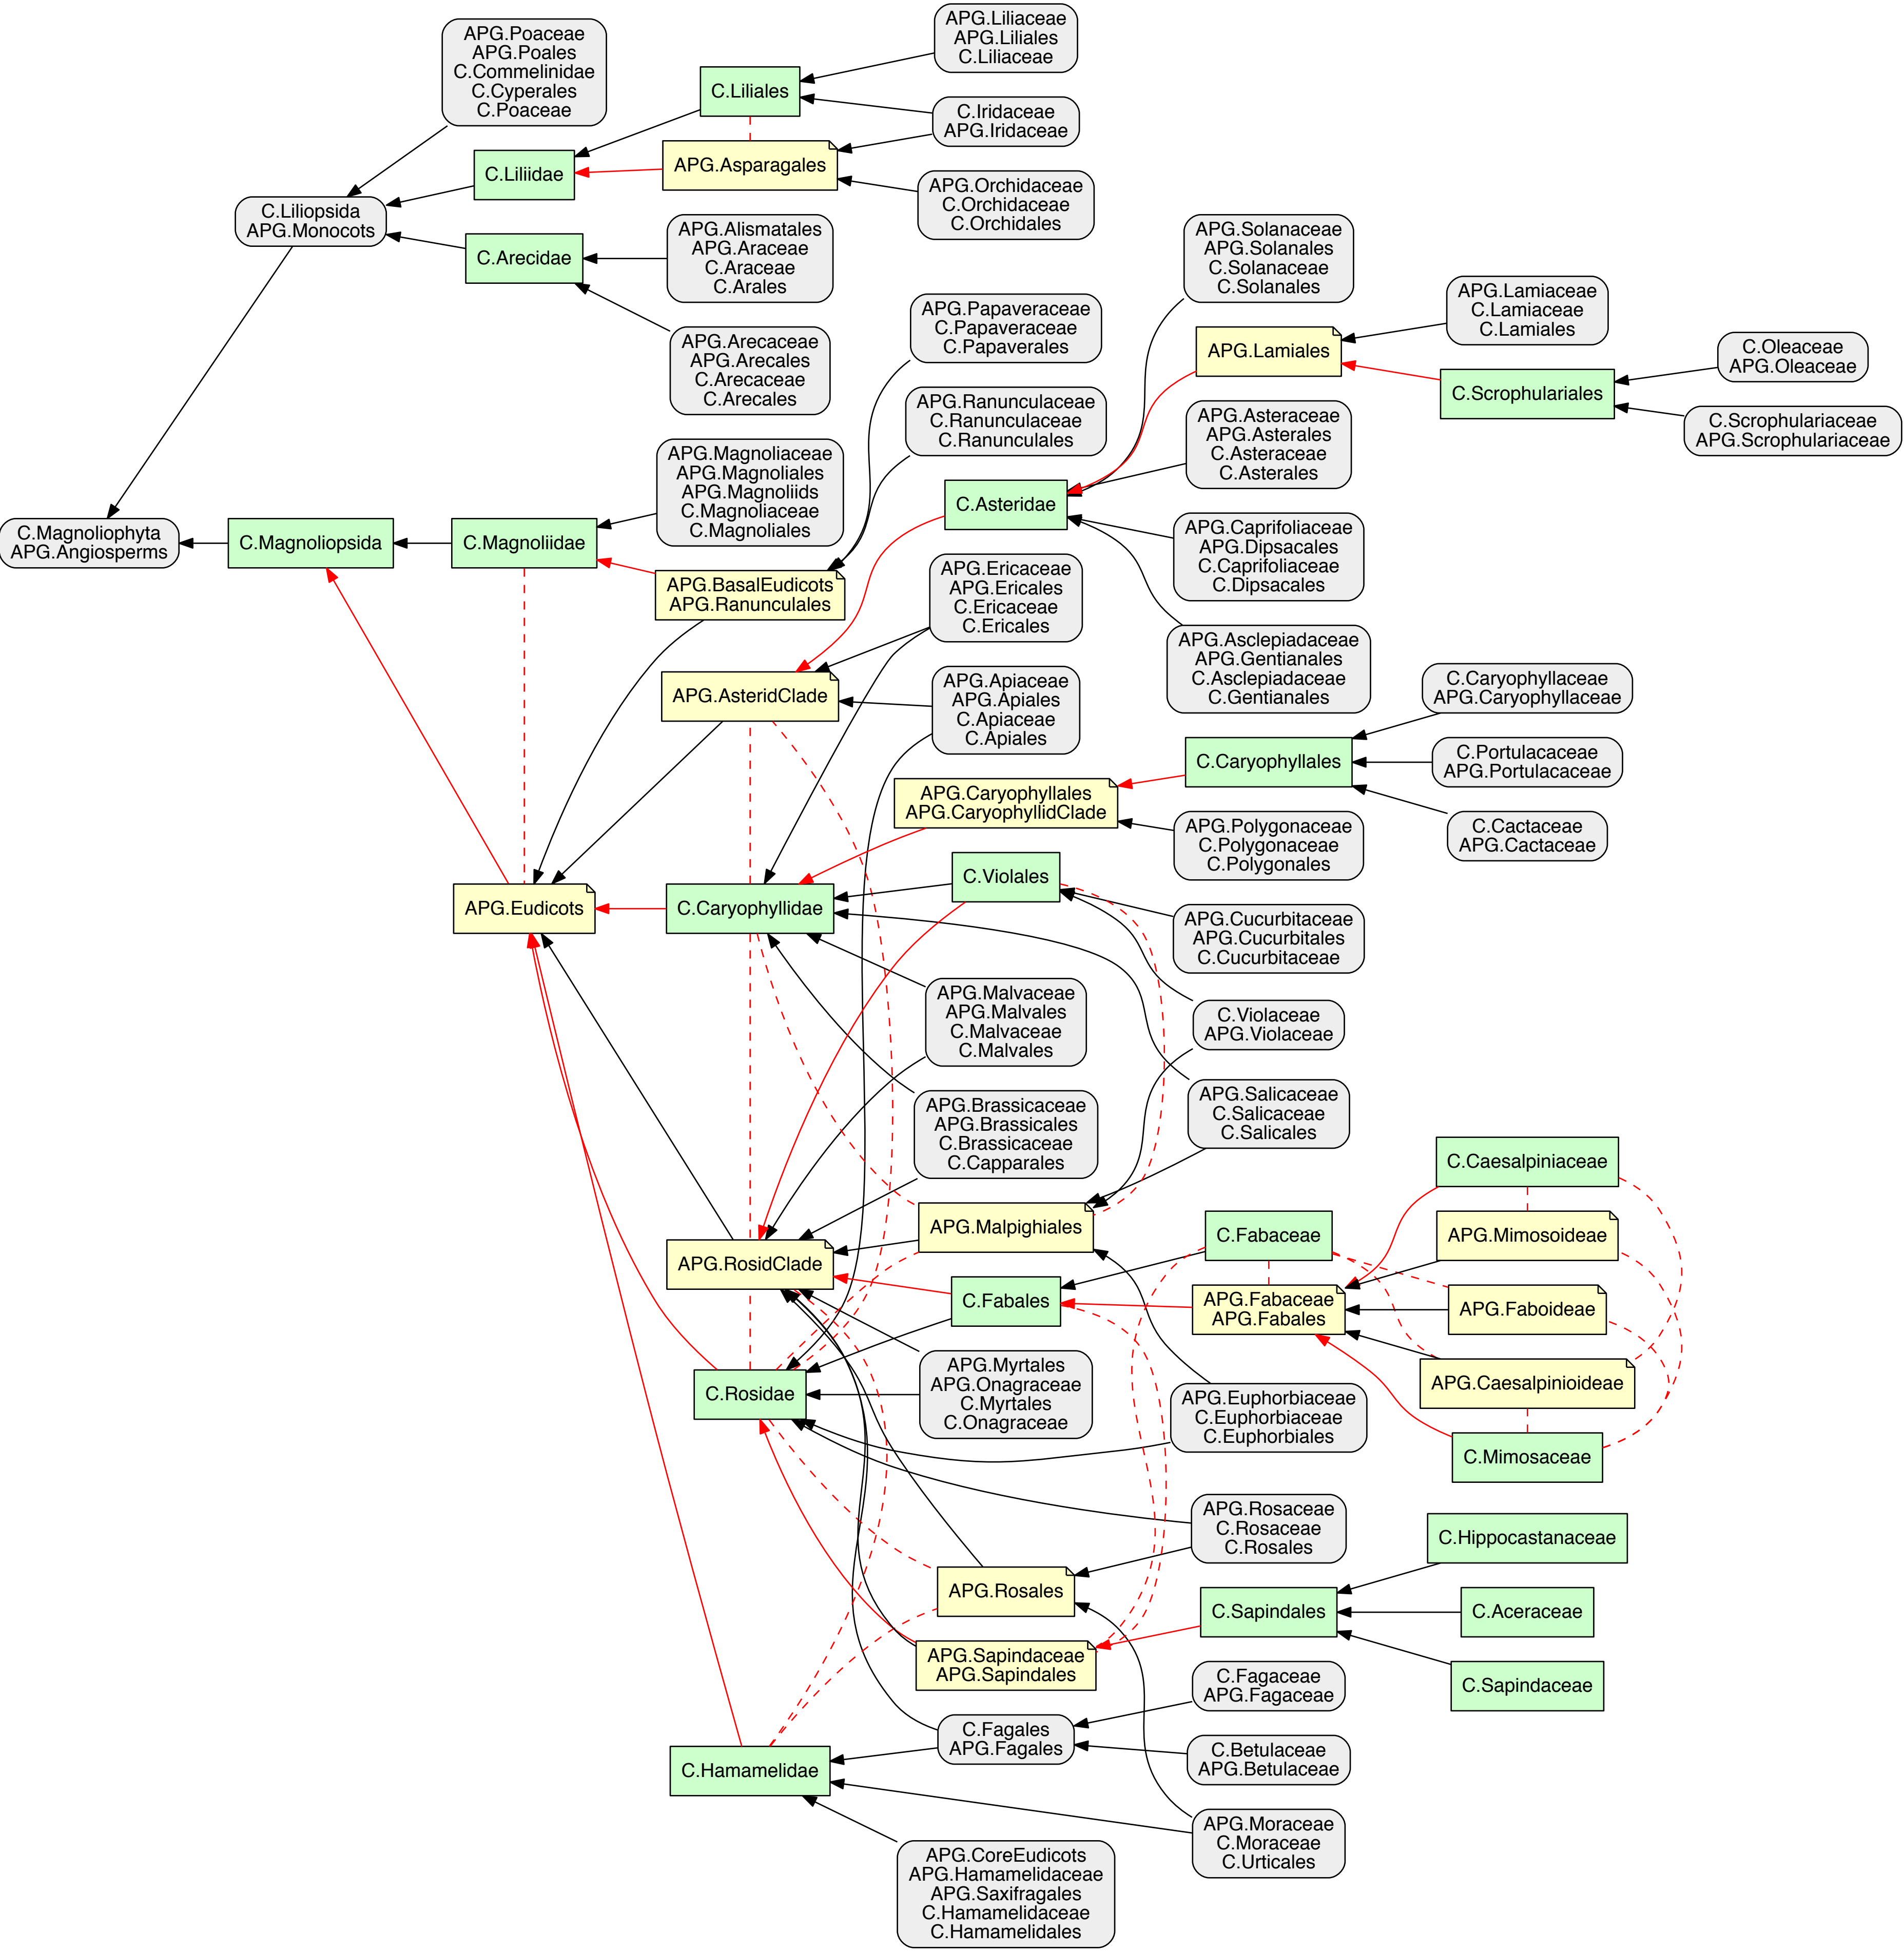 APG.Poaceae
APG.Poales
C.Commelinidae
C.Cyperales
C.Poaceae
C.Liliales
APG.Liliaceae
APG.Liliales
C.Liliaceae
C.Iridaceae
APG.Iridaceae
C.Liliidae
APG.Asparagales
APG.Orchidaceae
C.Orchidaceae
C.Orchidales
C.Liliopsida
APG.Monocots
C.Arecidae
APG.Alismatales
APG.Araceae
C.Araceae
C.Arales
APG.Arecaceae
APG.Arecales
C.Arecaceae
C.Arecales
APG.Papaveraceae
C.Papaveraceae
C.Papaverales
APG.Ranunculaceae
C.Ranunculaceae
C.Ranunculales
APG.Solanaceae
APG.Solanales
C.Solanaceae
C.Solanales
APG.Lamiales
APG.Lamiaceae
C.Lamiaceae
C.Lamiales
C.Scrophulariales
C.Oleaceae
APG.Oleaceae
C.Scrophulariaceae
APG.Scrophulariaceae
APG.Asteraceae
APG.Asterales
C.Asteraceae
C.Asterales
APG.Magnoliaceae
APG.Magnoliales
APG.Magnoliids
C.Magnoliaceae
C.Magnoliales
C.Asteridae
C.Magnoliophyta
APG.Angiosperms
C.Magnoliopsida
C.Magnoliidae
APG.BasalEudicots
APG.Ranunculales
APG.Caprifoliaceae
APG.Dipsacales
C.Caprifoliaceae
C.Dipsacales
APG.Ericaceae
APG.Ericales
C.Ericaceae
C.Ericales
APG.Asclepiadaceae
APG.Gentianales
C.Asclepiadaceae
C.Gentianales
APG.AsteridClade
APG.Apiaceae
APG.Apiales
C.Apiaceae
C.Apiales
C.Caryophyllaceae
APG.Caryophyllaceae
C.Caryophyllales
C.Portulacaceae
APG.Portulacaceae
APG.Caryophyllales
APG.CaryophyllidClade
APG.Polygonaceae
C.Polygonaceae
C.Polygonales
C.Cactaceae
APG.Cactaceae
C.Violales
APG.Eudicots
C.Caryophyllidae
APG.Cucurbitaceae
APG.Cucurbitales
C.Cucurbitaceae
APG.Malvaceae
APG.Malvales
C.Malvaceae
C.Malvales
C.Violaceae
APG.Violaceae
APG.Brassicaceae
APG.Brassicales
C.Brassicaceae
C.Capparales
APG.Salicaceae
C.Salicaceae
C.Salicales
C.Caesalpiniaceae
APG.Malpighiales
C.Fabaceae
APG.Mimosoideae
APG.RosidClade
C.Fabales
APG.Fabaceae
APG.Fabales
APG.Faboideae
C.Rosidae
APG.Myrtales
APG.Onagraceae
C.Myrtales
C.Onagraceae
APG.Euphorbiaceae
C.Euphorbiaceae
C.Euphorbiales
APG.Caesalpinioideae
C.Mimosaceae
APG.Rosaceae
C.Rosaceae
C.Rosales
C.Hippocastanaceae
APG.Rosales
C.Sapindales
C.Aceraceae
APG.Sapindaceae
APG.Sapindales
C.Fagaceae
APG.Fagaceae
C.Sapindaceae
C.Fagales
APG.Fagales
C.Betulaceae
APG.Betulaceae
C.Hamamelidae
APG.Moraceae
C.Moraceae
C.Urticales
APG.CoreEudicots
APG.Hamamelidaceae
APG.Saxifragales
C.Hamamelidaceae
C.Hamamelidales